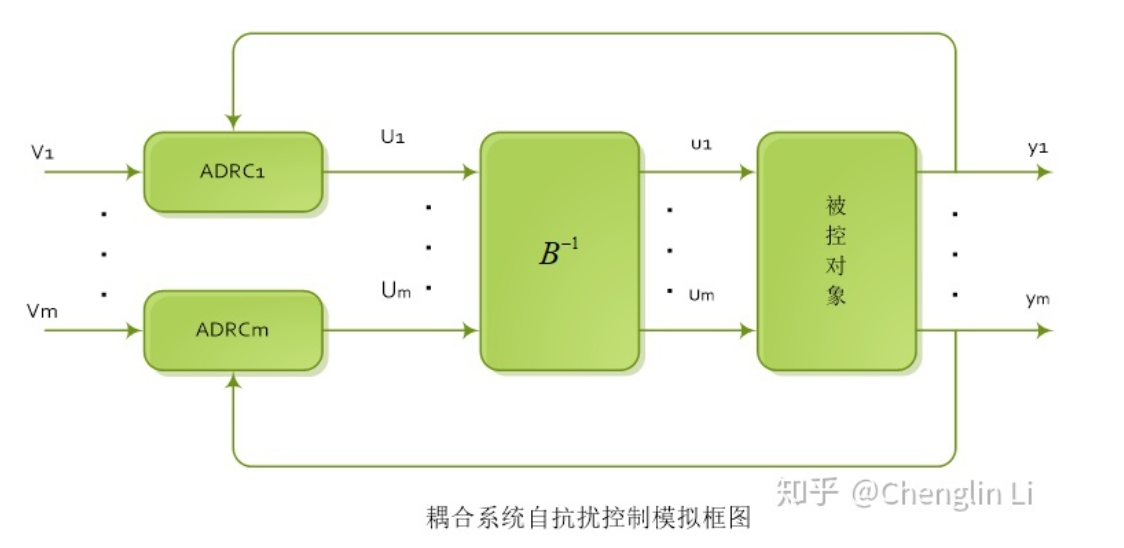 V1
ADRC1
U1
u1
y1
B⁻¹
被
控
对
象
Vm
ADRCm
Um
um
ym
知乎 @Chenglin Li
耦合系统自抗扰控制模拟框图